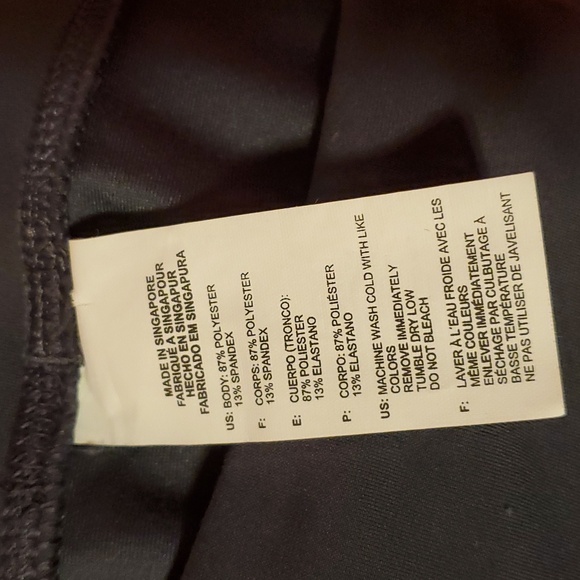 MADE IN SINGAPORE
FABRIQUÉ À SINGAPOUR
HECHO EN SINGAPUR
FABRICADO EM SINGAPURA
US: BODY: 87% POLYESTER
13% SPANDEX
F: CORPS: 87% POLYESTER
13% SPANDEX
E: CUERPO (TRONCO):
87% POLIESTER
13% ELASTANO
P: CORPO: 87% POLIÉSTER
13% ELASTANO
US: MACHINE WASH COLD WITH LIKE
COLORS
REMOVE IMMEDIATELY
TUMBLE DRY LOW
DO NOT BLEACH
F: LAVER À L'EAU FROIDE AVEC LES
MÊME COULEURS
ENLEVER IMMÉDIATEMENT
SÉCHAGE PAR CULBUTAGE À
BASSE TEMPÉRATURE
NE PAS UTILISER DE JAVELISANT